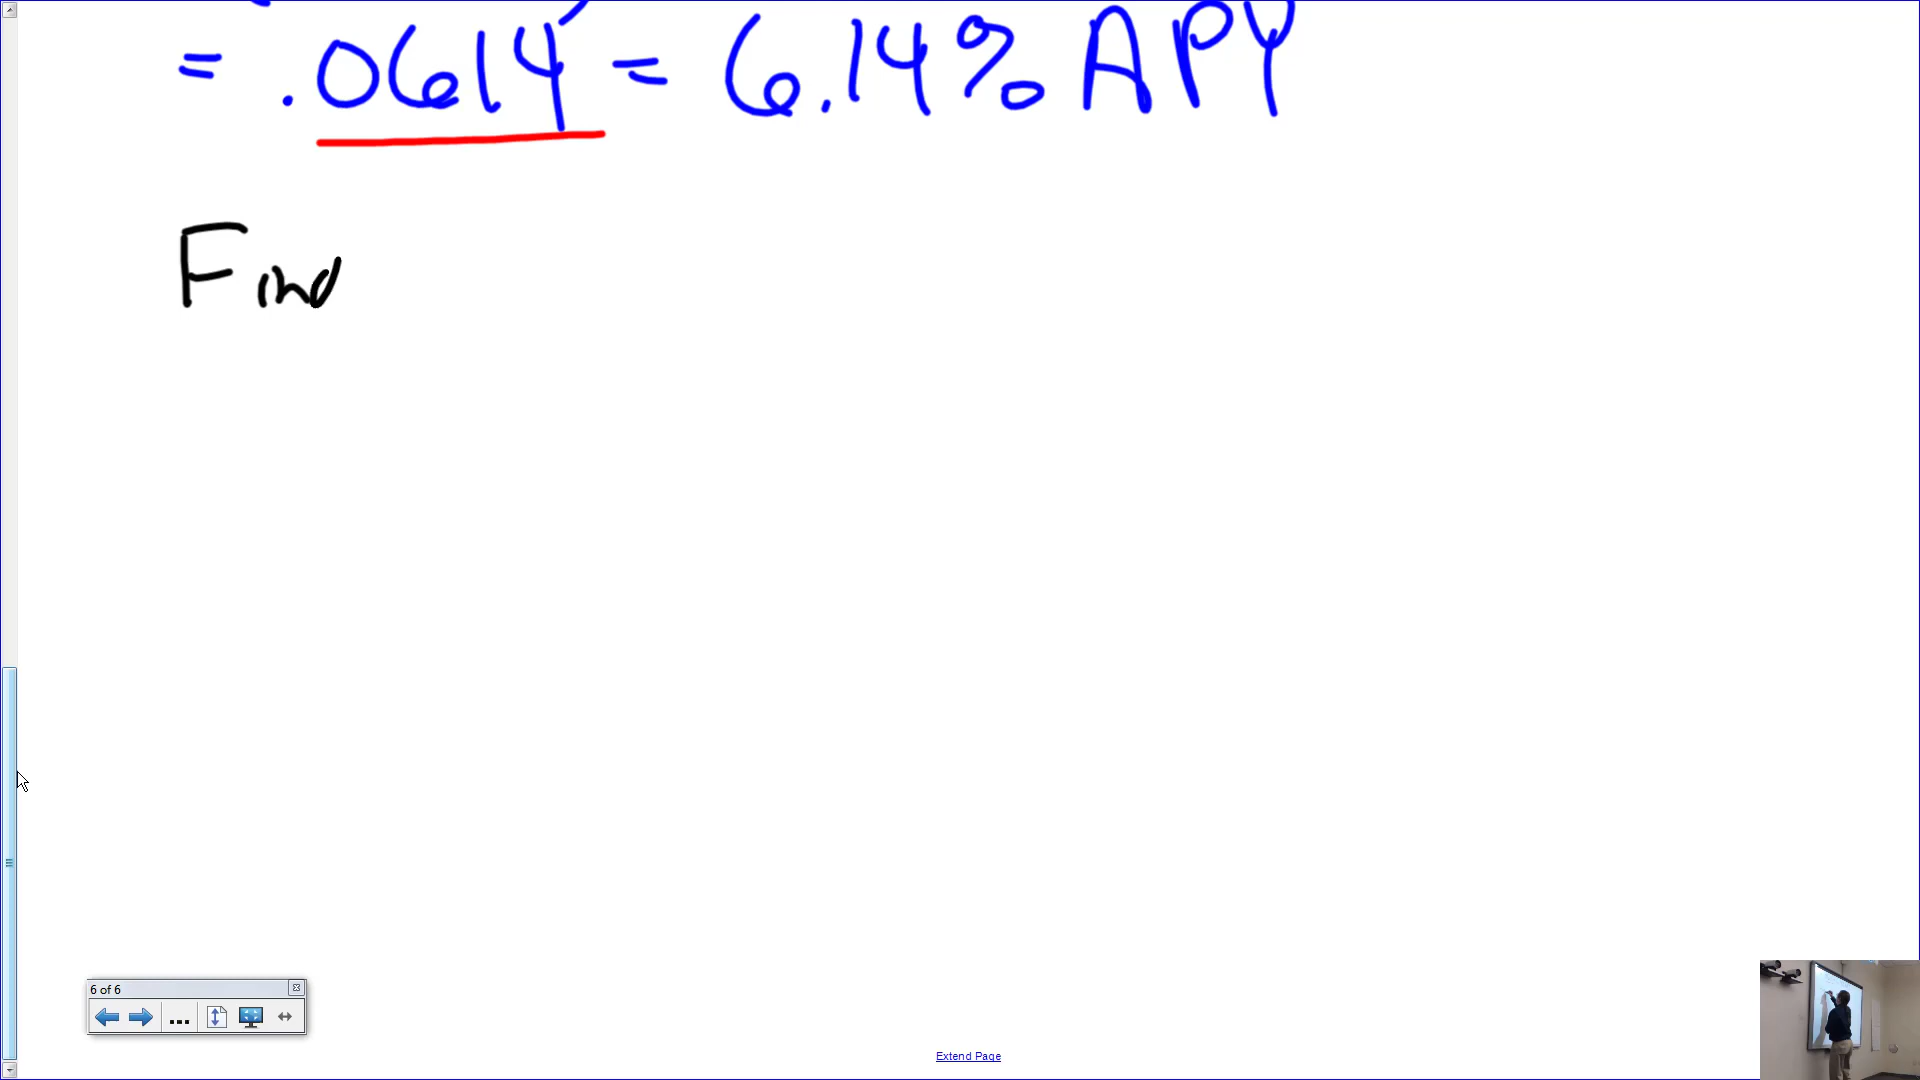 = .0614 = 6.14% APY
Find
6 of 6
Extend Page